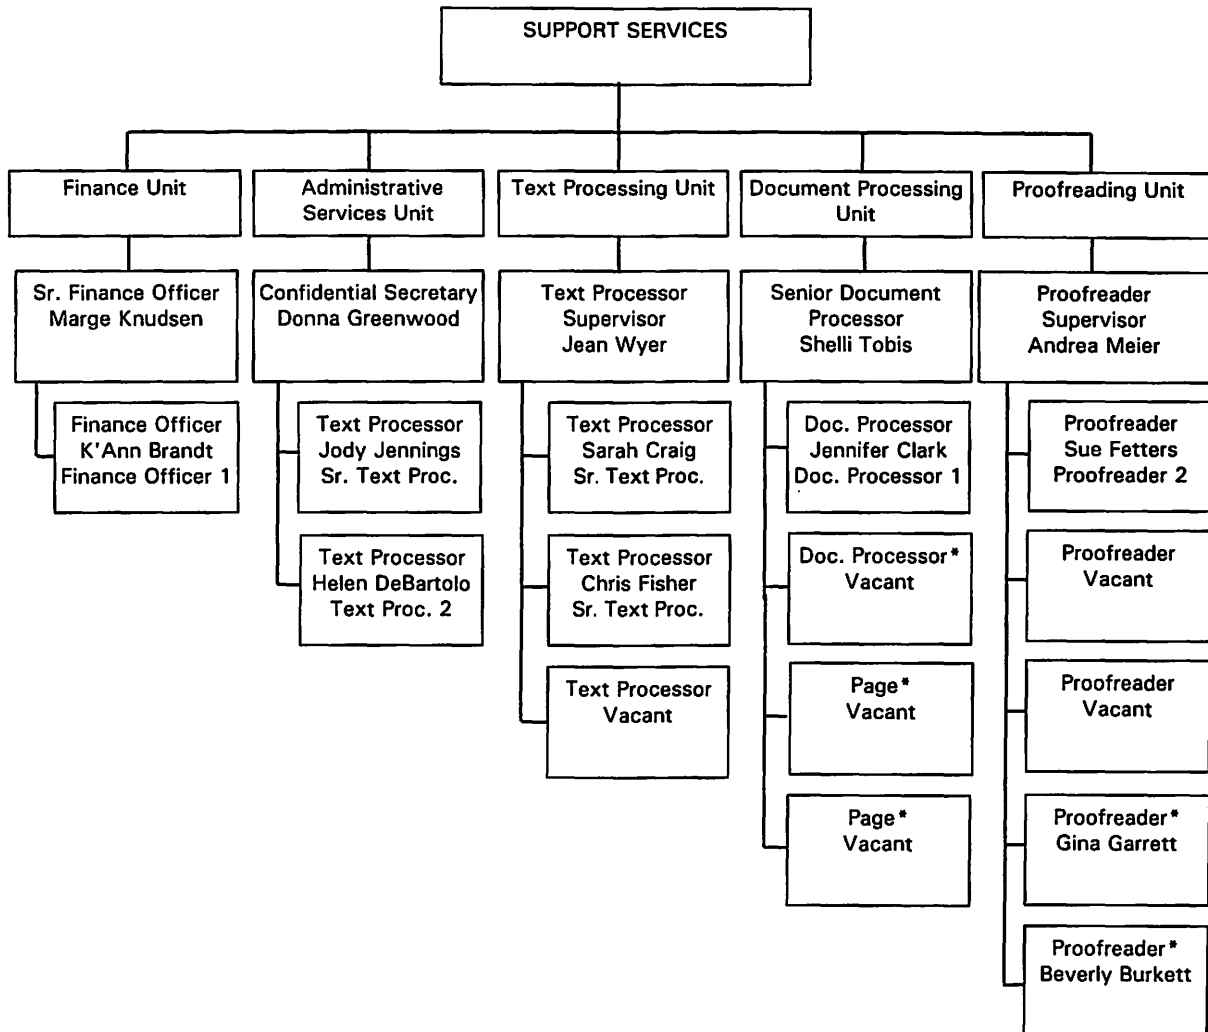 SUPPORT SERVICES
Finance Unit
Administrative
Services Unit
Text Processing Unit
Document Processing
Unit
Proofreading Unit
Sr. Finance Officer
Marge Knudsen
Confidential Secretary
Donna Greenwood
Text Processor
Supervisor
Jean Wyer
Senior Document
Processor
Shelli Tobis
Proofreader
Supervisor
Andrea Meier
Finance Officer
K'Ann Brandt
Finance Officer 1
Text Processor
Jody Jennings
Sr. Text Proc.
Text Processor
Sarah Craig
Sr. Text Proc.
Doc. Processor
Jennifer Clark
Doc. Processor 1
Proofreader
Sue Fetters
Proofreader 2
Text Processor
Helen DeBartolo
Text Proc. 2
Text Processor
Chris Fisher
Sr. Text Proc.
Doc. Processor*
Vacant
Proofreader
Vacant
Text Processor
Vacant
Page*
Vacant
Proofreader
Vacant
Page*
Vacant
Proofreader*
Gina Garrett
Proofreader*
Beverly Burkett